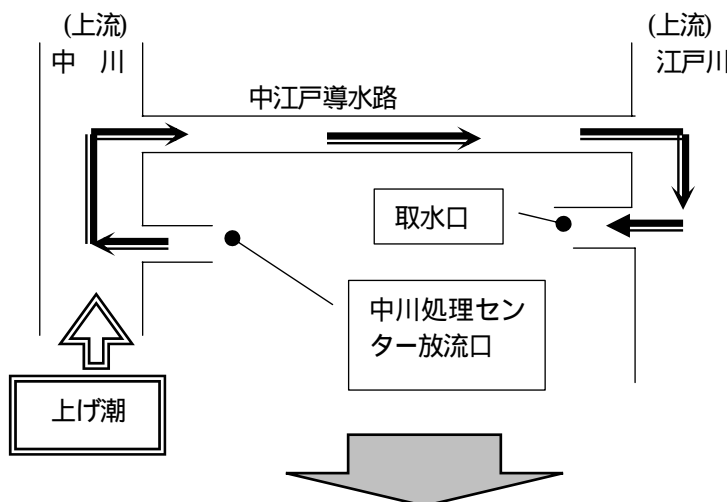 (上流)
中 川
(上流)
江戸川
中江戸導水路
取水口
中川処理セン
ター放流口
上げ潮